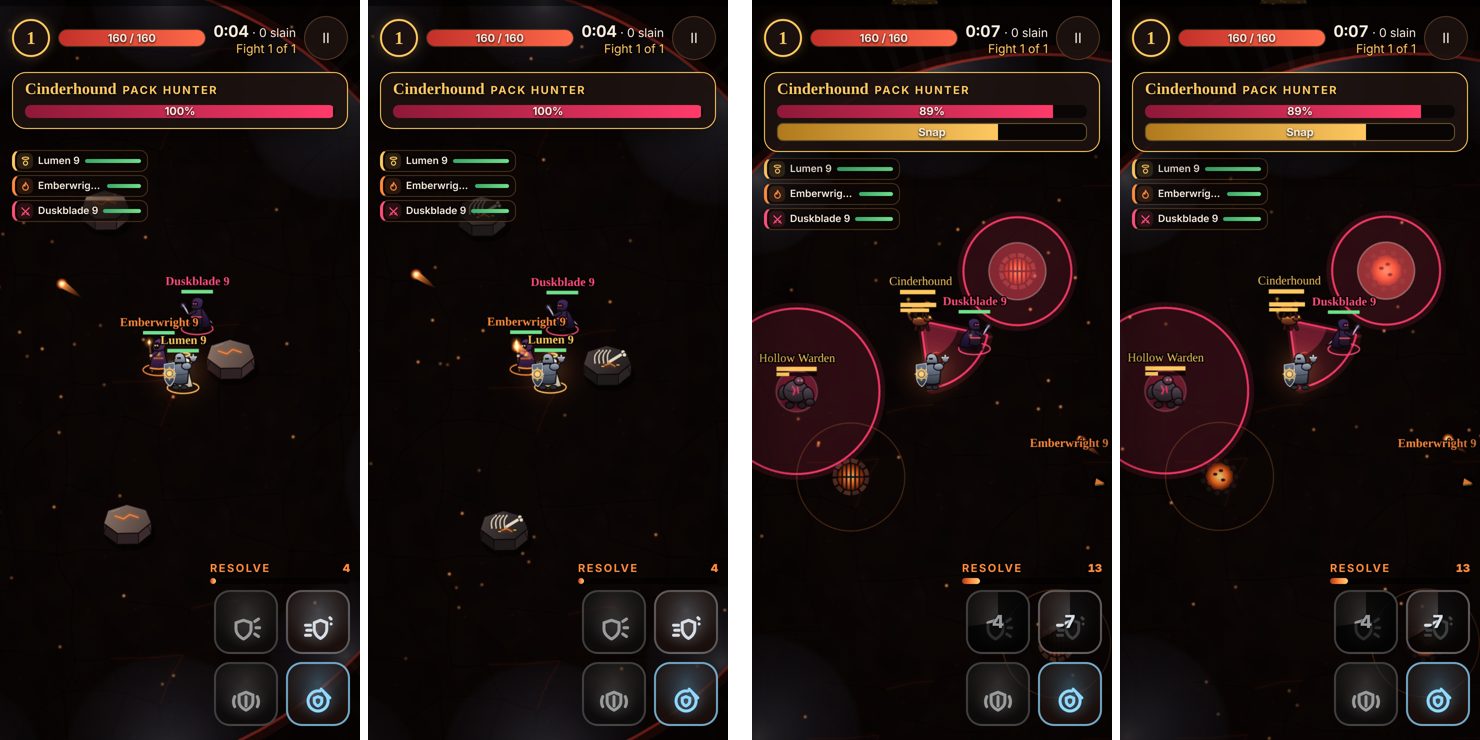 1
160 / 160
0:04 · 0 slain
Fight 1 of 1
Cinderhound PACK HUNTER
100%
Lumen 9
Emberwrig...
Duskblade 9
Duskblade 9
Emberwright 9
Lumen 9
RESOLVE 4
1
160 / 160
0:04 · 0 slain
Fight 1 of 1
Cinderhound PACK HUNTER
100%
Lumen 9
Emberwrig...
Duskblade 9
Duskblade 9
Emberwright 9
Lumen 9
RESOLVE 4
1
160 / 160
0:07 · 0 slain
Fight 1 of 1
Cinderhound PACK HUNTER
89%
Snap
Lumen 9
Emberwrig...
Duskblade 9
Cinderhound
Duskblade 9
Hollow Warden
Emberwright 9
RESOLVE 13
4
7
1
160 / 160
0:07 · 0 slain
Fight 1 of 1
Cinderhound PACK HUNTER
89%
Snap
Lumen 9
Emberwrig...
Duskblade 9
Cinderhound
Duskblade 9
Hollow Warden
Emberwright 9
RESOLVE 13
4
7